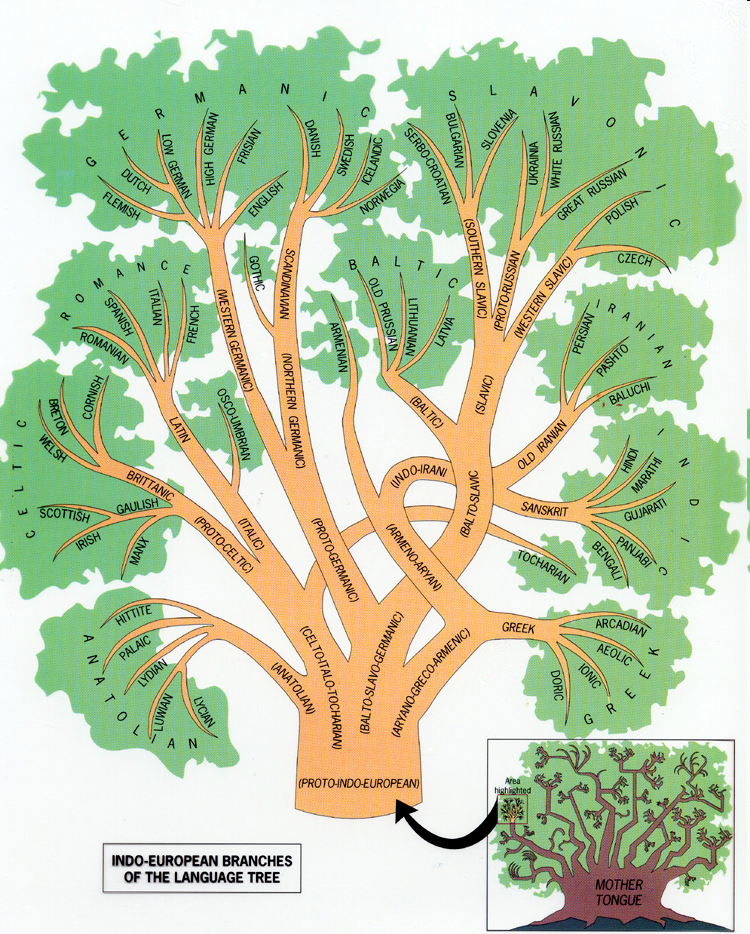 GERMANIC
FLEMISH
DUTCH
LOW GERMAN
HIGH GERMAN
FRISIAN
ENGLISH
DANISH
SWEDISH
ICELANDIC
NORWEGIA
GOTHIC
SCANDINAVIAN
(WESTERN GERMANIC)
(NORTHERN GERMANIC)
(PROTO-GERMANIC)
SLAVONIC
SERBO-CROATIAN
BULGARIAN
SLOVENIA
UKRAINIA
WHITE RUSSIAN
GREAT RUSSIAN
POLISH
CZECH
(SOUTHERN SLAVIC)
(PROTO-RUSSIAN)
(WESTERN SLAVIC)
(SLAVIC)
ROMANCE
ROMANIAN
SPANISH
ITALIAN
FRENCH
LATIN
OSCO-UMBRIAN
(ITALIC)
BALTIC
OLD PRUSSIAN
LITHUANIAN
LATVIA
(BALTIC)
ARMENIAN
IRANIAN
PERSIAN
PASHTO
BALUCHI
OLD IRANIAN
(INDO-IRANI
(BALTO-SLAVIC
CELTIC
WELSH
BRETON
CORNISH
BRITTANIC
GAULISH
SCOTTISH
IRISH
MANX
(PROTOCELTIC)
INDIC
HINDI
MARATHI
GUJARATI
PANJABI
BENGALI
SANSKRIT
TOCHARIAN
(ARMENO-ARYAN)
ANATOLIAN
HITTITE
PALAIC
LYDIAN
LUWIAN
LYCIAN
(ANATOLIAN)
(CELTO-ITALO-TOCHARIAN)
(BALTO-SLAVO-GERMANIC)
(ARYANO-GRECO-ARMENIC)
GREEK
GREEK
ARCADIAN
AEOLIC
IONIC
DORIC
(PROTO-INDO-EUROPEAN)
Area
highlighted
MOTHER
TONGUE
INDO-EUROPEAN BRANCHES
OF THE LANGUAGE TREE